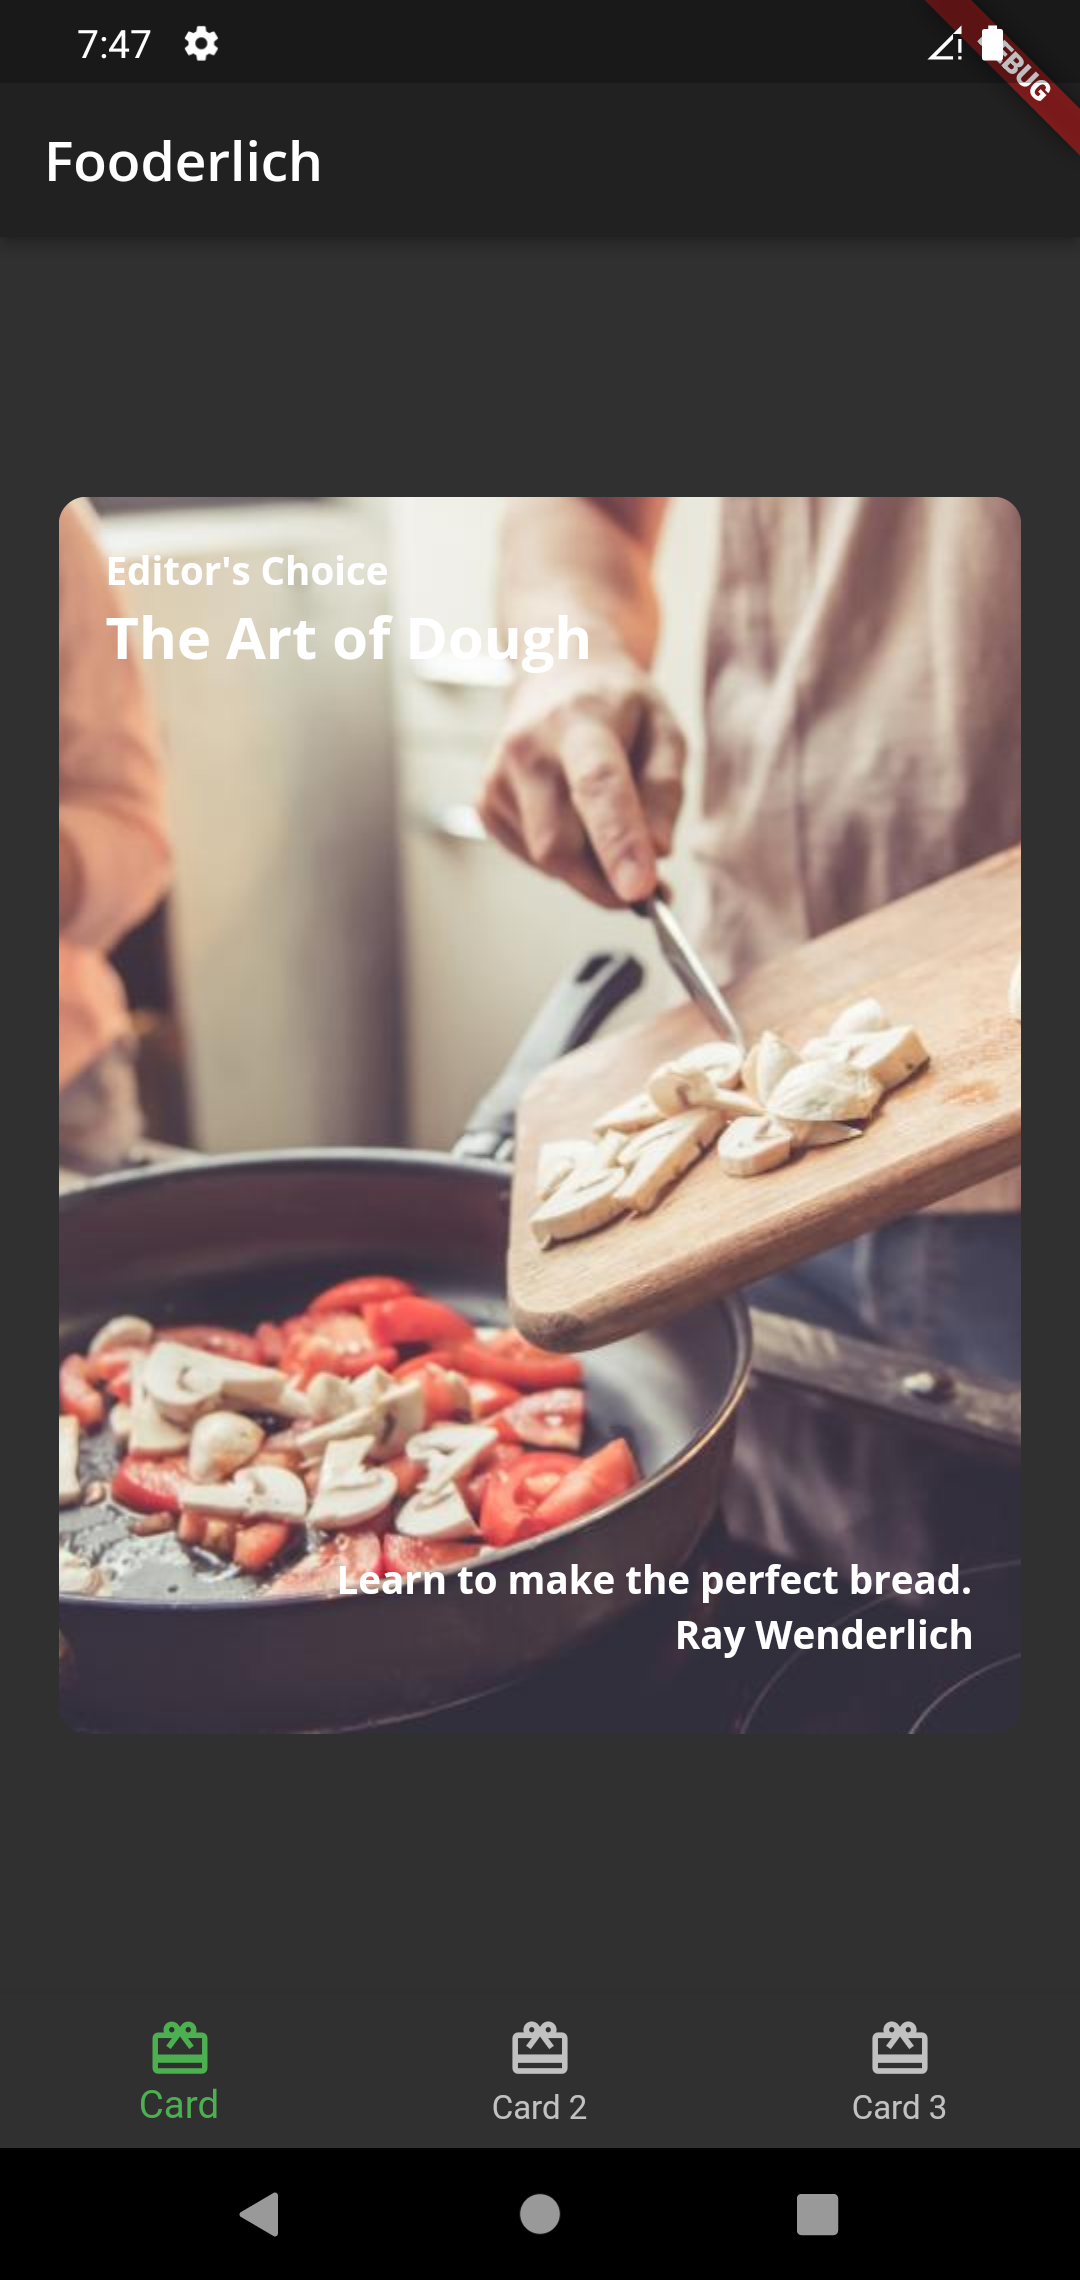 7:47
Fooderlich
Editor's Choice
The Art of Dough
Learn to make the perfect bread.
Ray Wenderlich
Card
Card 2
Card 3